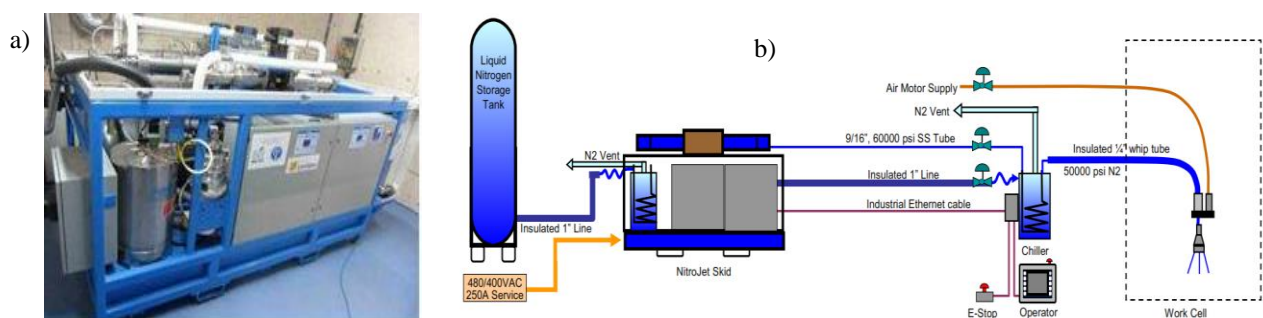 a)
b)
Liquid
Nitrogen
Storage
Tank
Air Motor Supply
N2 Vent
9/16", 60000 psi SS Tube
Insulated ¼" whip tube
50000 psi N2
N2 Vent
Insulated 1" Line
Industrial Ethernet cable
Insulated 1" Line
Chiller
480/400VAC
250A Service
NitroJet Skid
E-Stop
Operator
Work Cell